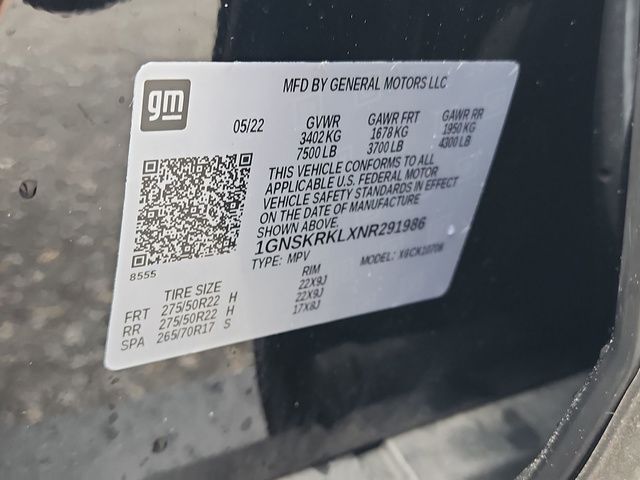 gm
MFD BY GENERAL MOTORS LLC
05/22 GVWR GAWR FRT GAWR RR
3402 KG 1678 KG 1950 KG
7500 LB 3700 LB 4300 LB
THIS VEHICLE CONFORMS TO ALL
APPLICABLE U.S. FEDERAL MOTOR
VEHICLE SAFETY STANDARDS IN EFFECT
ON THE DATE OF MANUFACTURE
SHOWN ABOVE.
1GNSKRKLXNR291986
TYPE: MPV MODEL:
8555
TIRE SIZE RIM
FRT 275/50R22 H 22X9J
RR 275/50R22 H 22X9J
SPA 265/70R17 S 17X8J